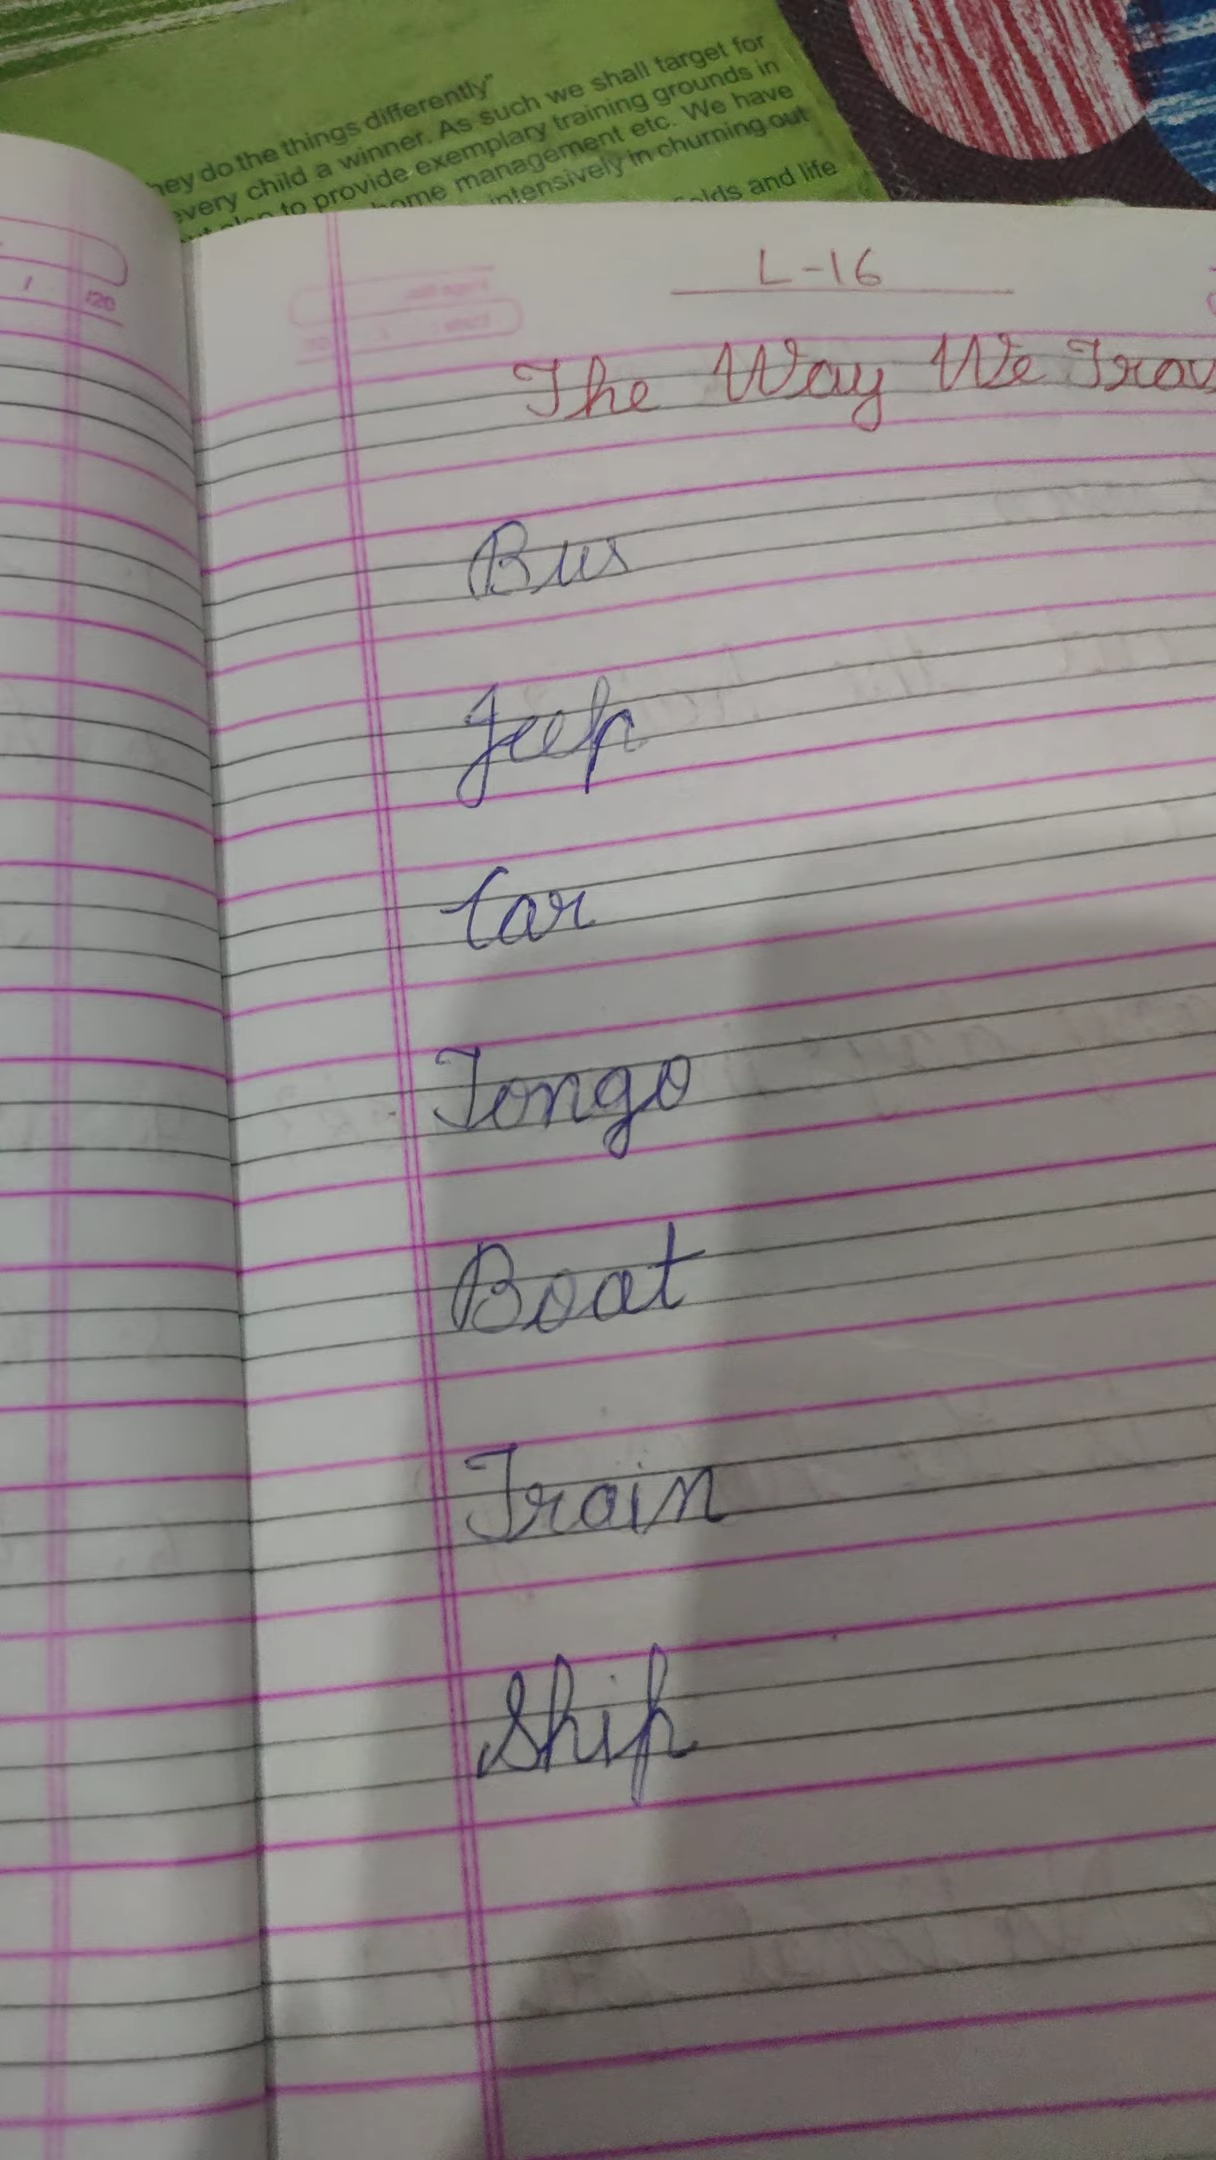 hey do the things differently"
every child a winner. As such we shall target for
to provide exemplary training grounds in
home management etc. We have
intensively in churning out
and life
L-16
The Way We Trav
Bus
Jeep
Car
Tongo
Boat
Train
Ship